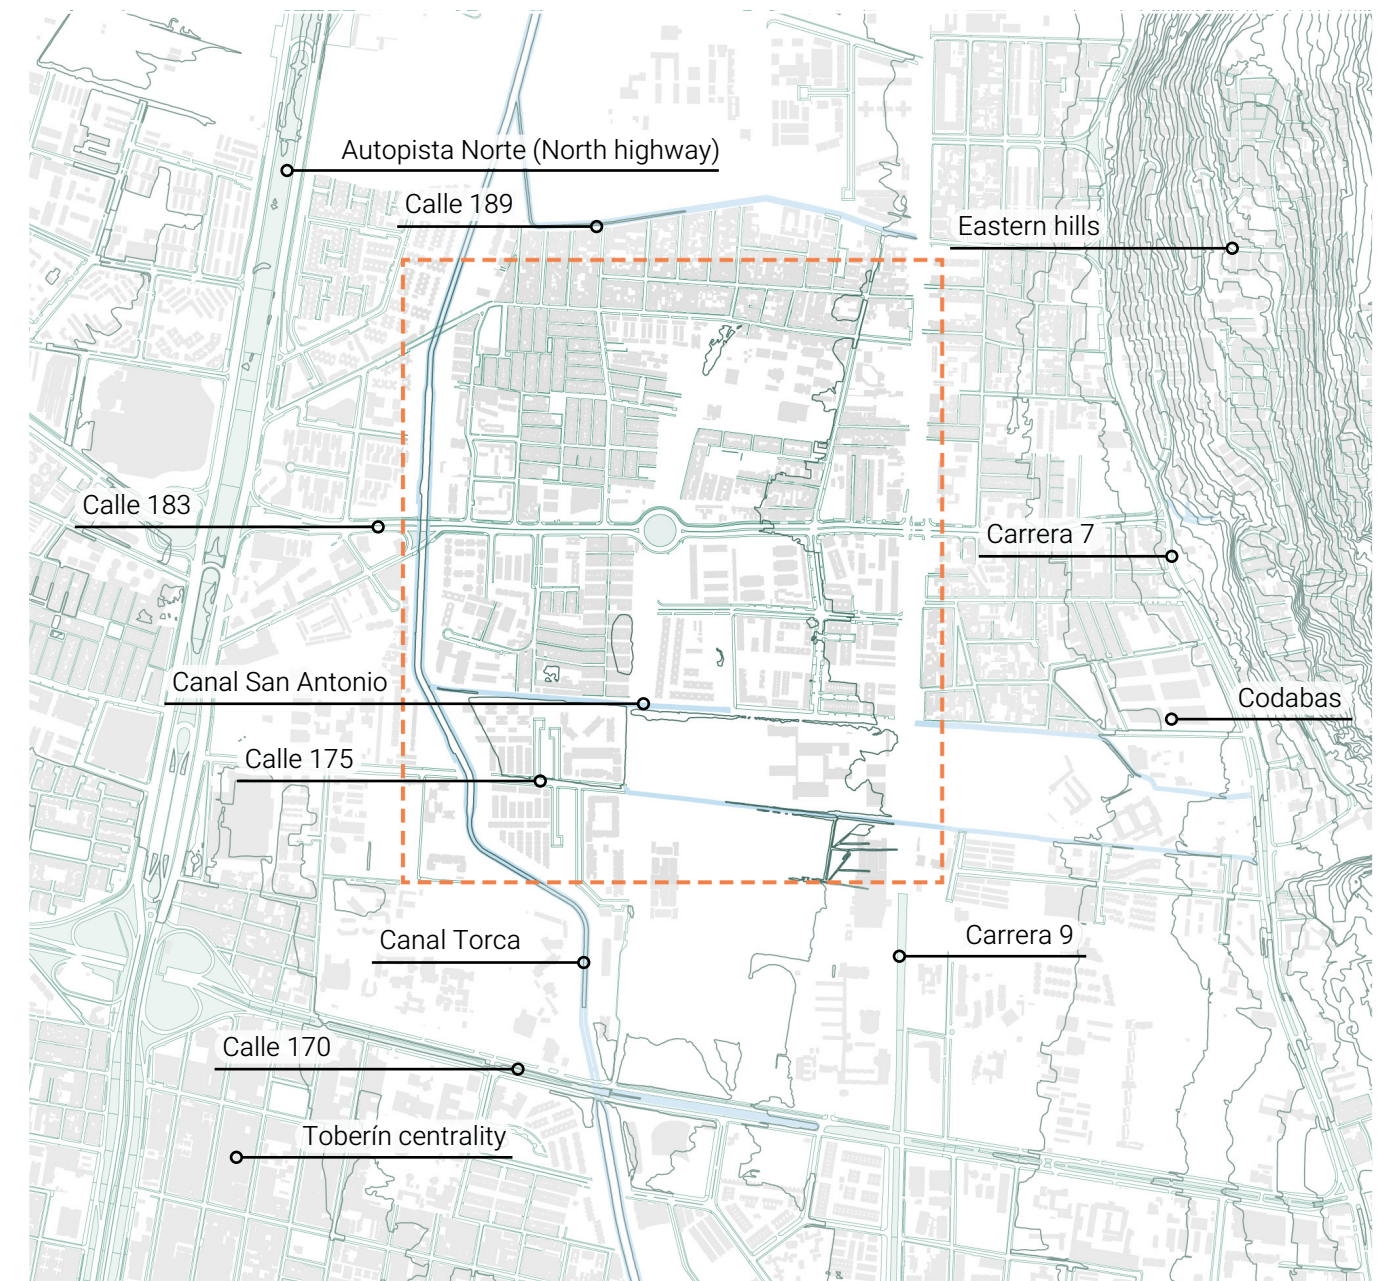 Autopista Norte (North highway)
Calle 189
Eastern hills
Calle 183
Carrera 7
Canal San Antonio
Codabas
Calle 175
Canal Torca
Carrera 9
Calle 170
Toberín centrality